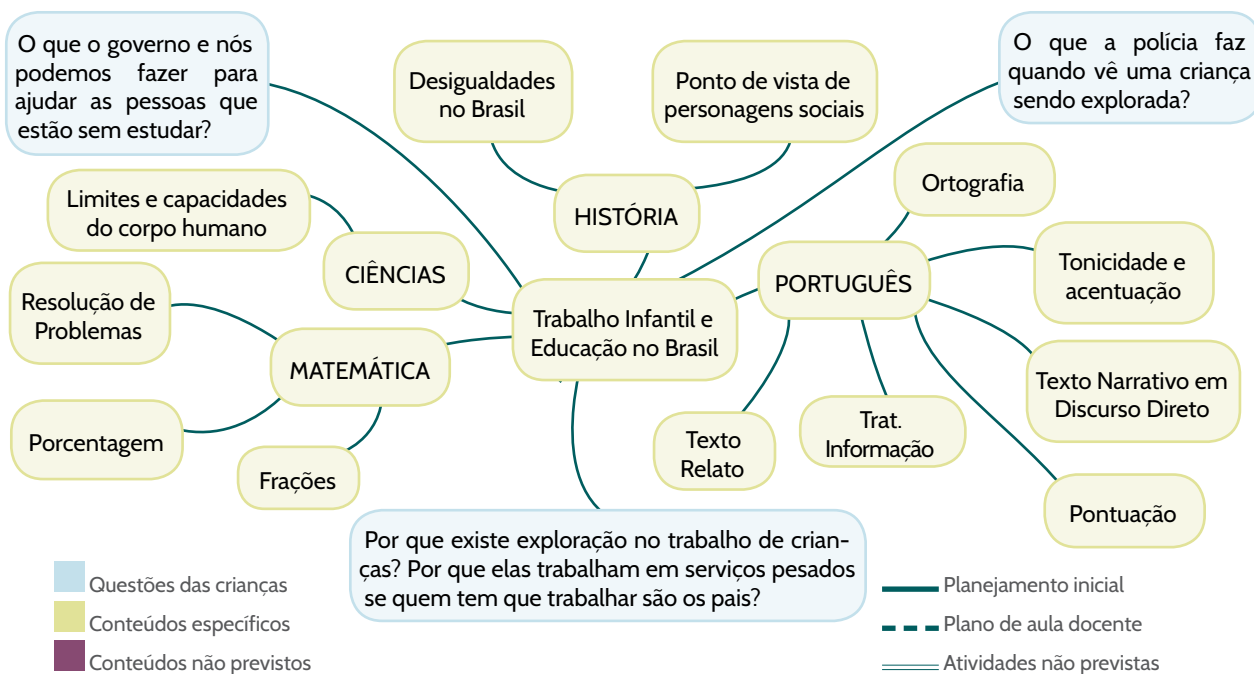 O que o governo e nós
podemos fazer para
ajudar as pessoas que
estão sem estudar?
Desigualdades
no Brasil
Ponto de vista de
personagens sociais
O que a polícia faz
quando vê uma criança
sendo explorada?
Limites e capacidades
do corpo humano
HISTÓRIA
Ortografia
CIÊNCIAS
PORTUGUÊS
Tonicidade e
acentuação
Resolução de
Problemas
Trabalho Infantil e
Educação no Brasil
MATEMÁTICA
Texto Narrativo em
Discurso Direto
Porcentagem
Frações
Texto
Relato
Trat.
Informação
Pontuação
Por que existe exploração no trabalho de crian-
ças? Por que elas trabalham em serviços pesados
se quem tem que trabalhar são os pais?
Questões das crianças
Conteúdos específicos
Conteúdos não previstos
Planejamento inicial
Plano de aula docente
Atividades não previstas